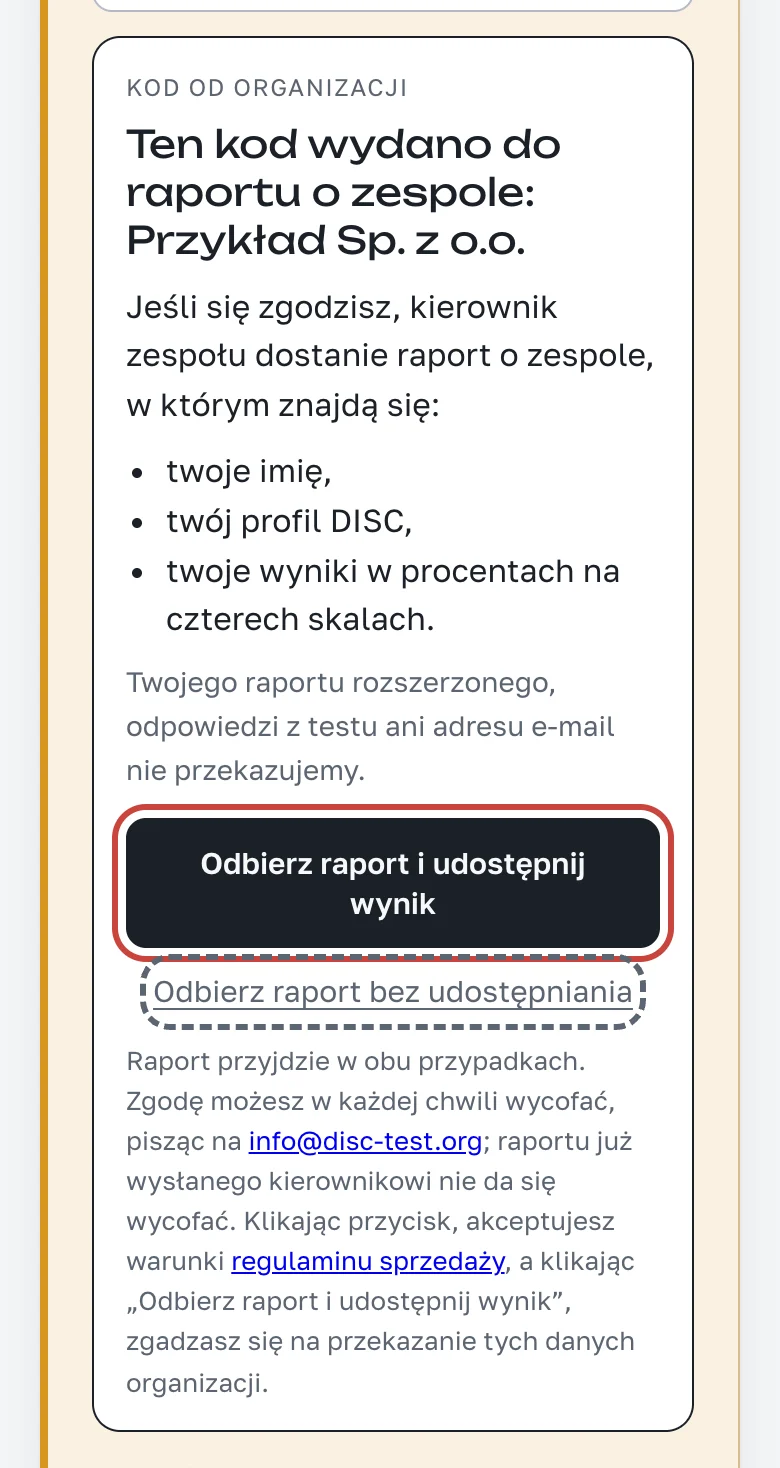 KOD OD ORGANIZACJI
Ten kod wydano do
raportu o zespole:
Przykład Sp. z o.o.
Jeśli się zgodzisz, kierownik
zespołu dostanie raport o zespole,
w którym znajdą się:
• twoje imię,
• twój profil DISC,
• twoje wyniki w procentach na
czterech skalach.
Twojego raportu rozszerzonego,
odpowiedzi z testu ani adresu e-mail
nie przekazujemy.
Odbierz raport i udostępnij
wynik
Odbierz raport bez udostępniania
Raport przyjdzie w obu przypadkach.
Zgodę możesz w każdej chwili wycofać,
pisząc na info@disc-test.org; raportu już
wysłanego kierownikowi nie da się
wycofać. Klikając przycisk, akceptujesz
warunki regulaminu sprzedaży, a klikając
„Odbierz raport i udostępnij wynik”,
zgadzasz się na przekazanie tych danych
organizacji.